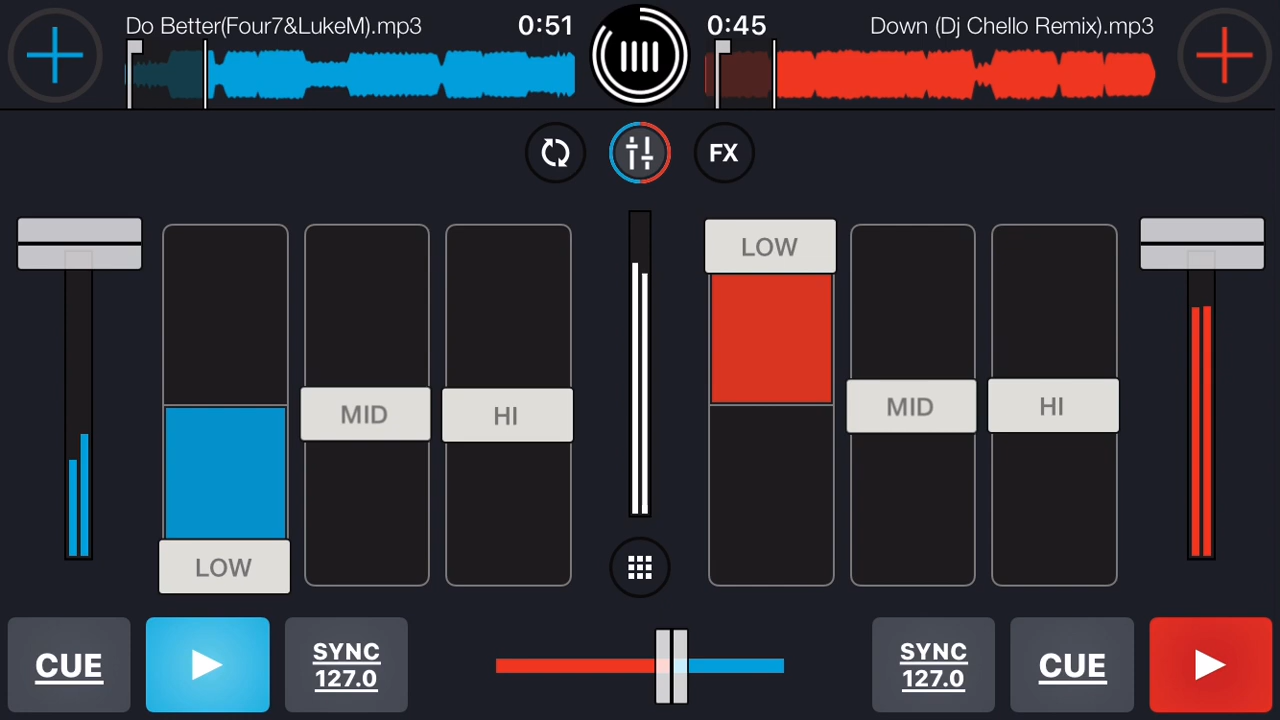 Do Better(Four7&LukeM).mp3
0:51
0:45
Down (Dj Chello Remix).mp3
FX
LOW
MID
HI
LOW
MID
HI
CUE
SYNC
127.0
SYNC
127.0
CUE